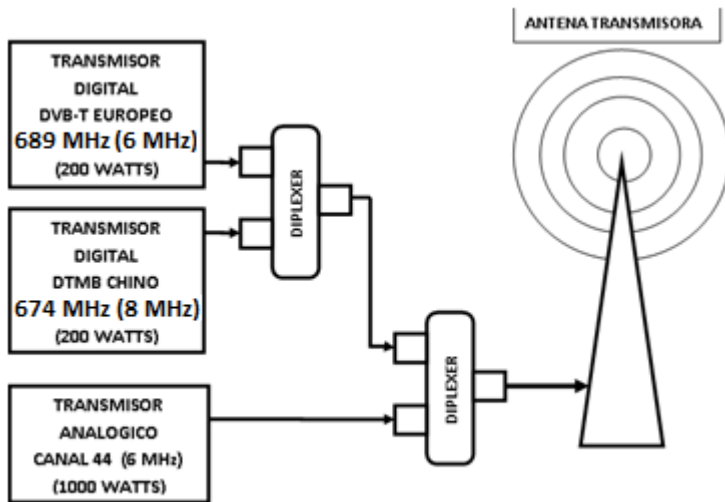 ANTENA TRANSMISORA
TRANSMISOR
DIGITAL
DVB-T EUROPEO
689 MHz (6 MHz)
(200 WATTS)
DIPLEXER
TRANSMISOR
DIGITAL
DTMB CHINO
674 MHz (8 MHz)
(200 WATTS)
DIPLEXER
TRANSMISOR
ANALOGICO
CANAL 44 (6 MHz)
(1000 WATTS)